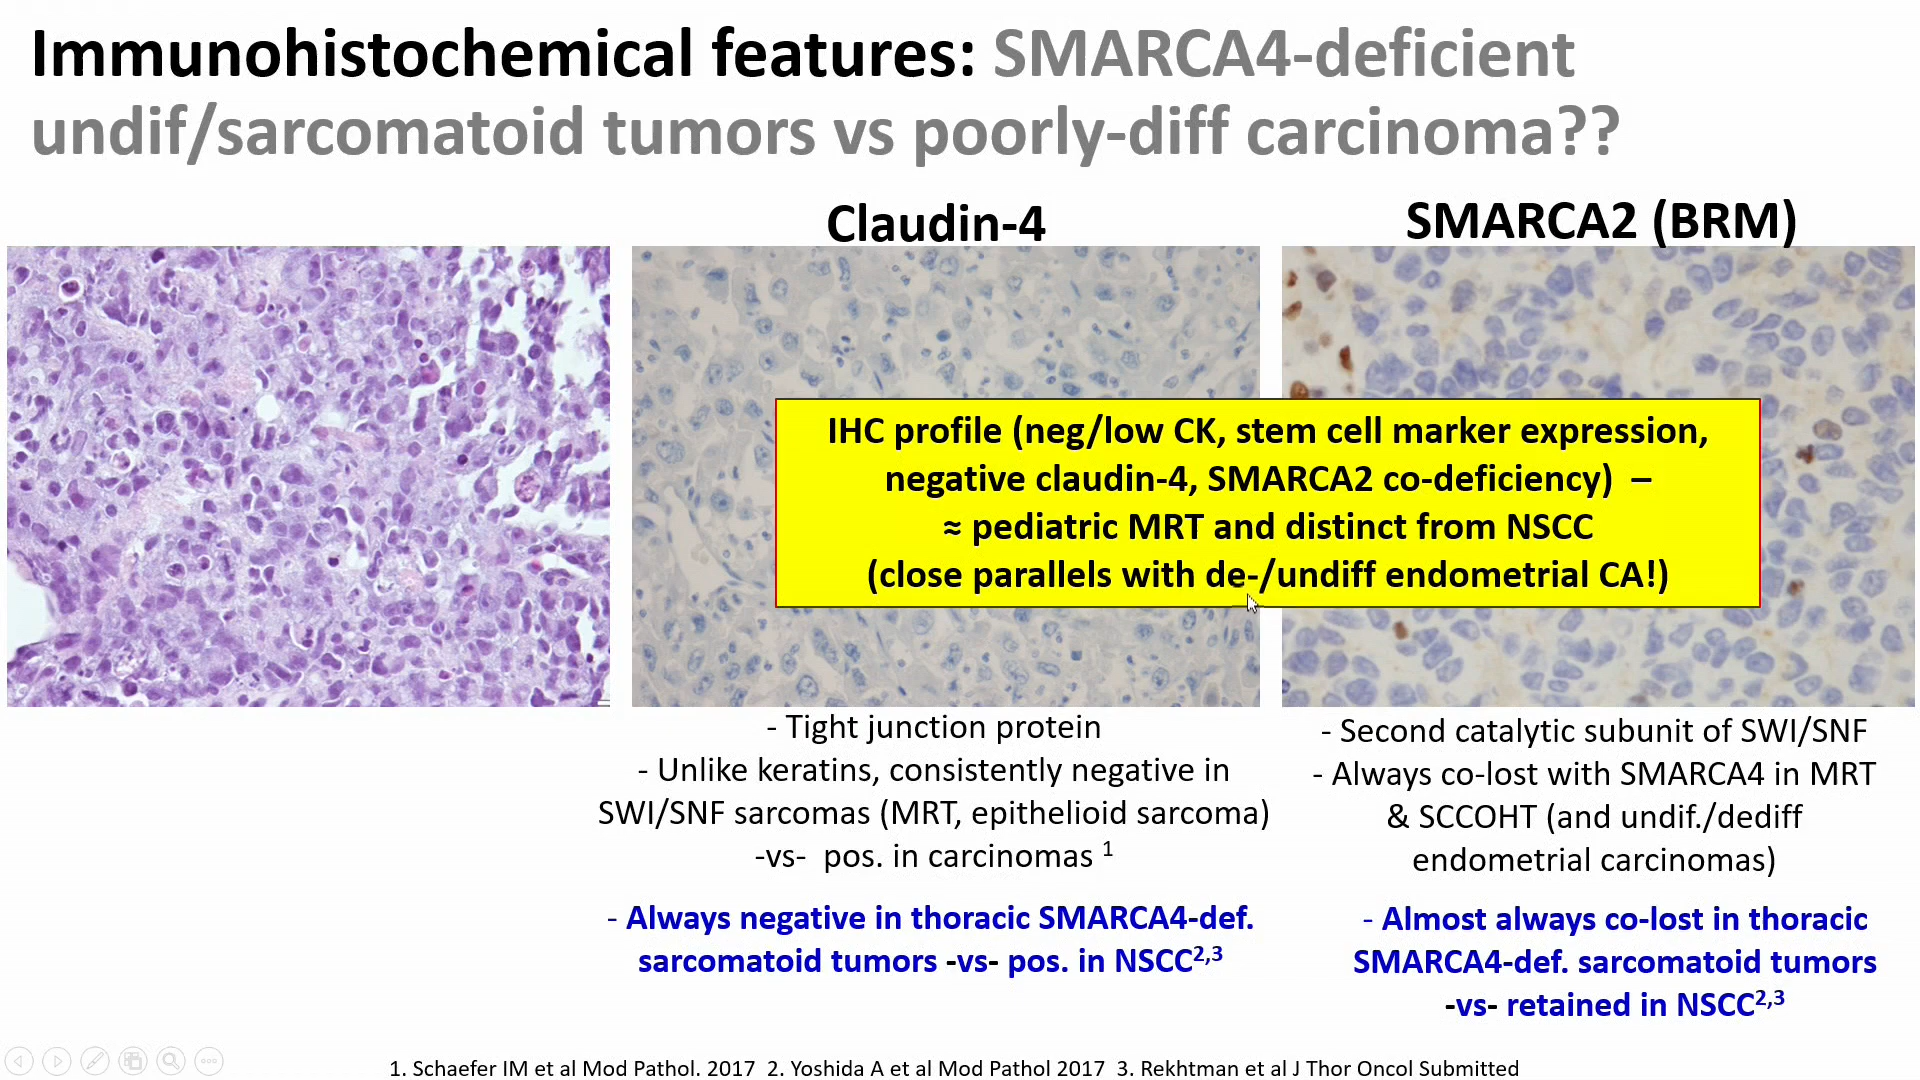 Immunohistochemical features: SMARCA4-deficient
undif/sarcomatoid tumors vs poorly-diff carcinoma??
Claudin-4
SMARCA2 (BRM)
IHC profile (neg/low CK, stem cell marker expression,
negative claudin-4, SMARCA2 co-deficiency) –
≈ pediatric MRT and distinct from NSCC
(close parallels with de-/undiff endometrial CA!)
- Tight junction protein
- Unlike keratins, consistently negative in
SWI/SNF sarcomas (MRT, epithelioid sarcoma)
-vs- pos. in carcinomas 1
- Always negative in thoracic SMARCA4-def.
sarcomatoid tumors -vs- pos. in NSCC2,3
- Second catalytic subunit of SWI/SNF
- Always co-lost with SMARCA4 in MRT
& SCCOHT (and undif./dediff
endometrial carcinomas)
- Almost always co-lost in thoracic
SMARCA4-def. sarcomatoid tumors
-vs- retained in NSCC2,3
1. Schaefer IM et al Mod Pathol. 2017 2. Yoshida A et al Mod Pathol 2017 3. Rekhtman et al J Thor Oncol Submitted